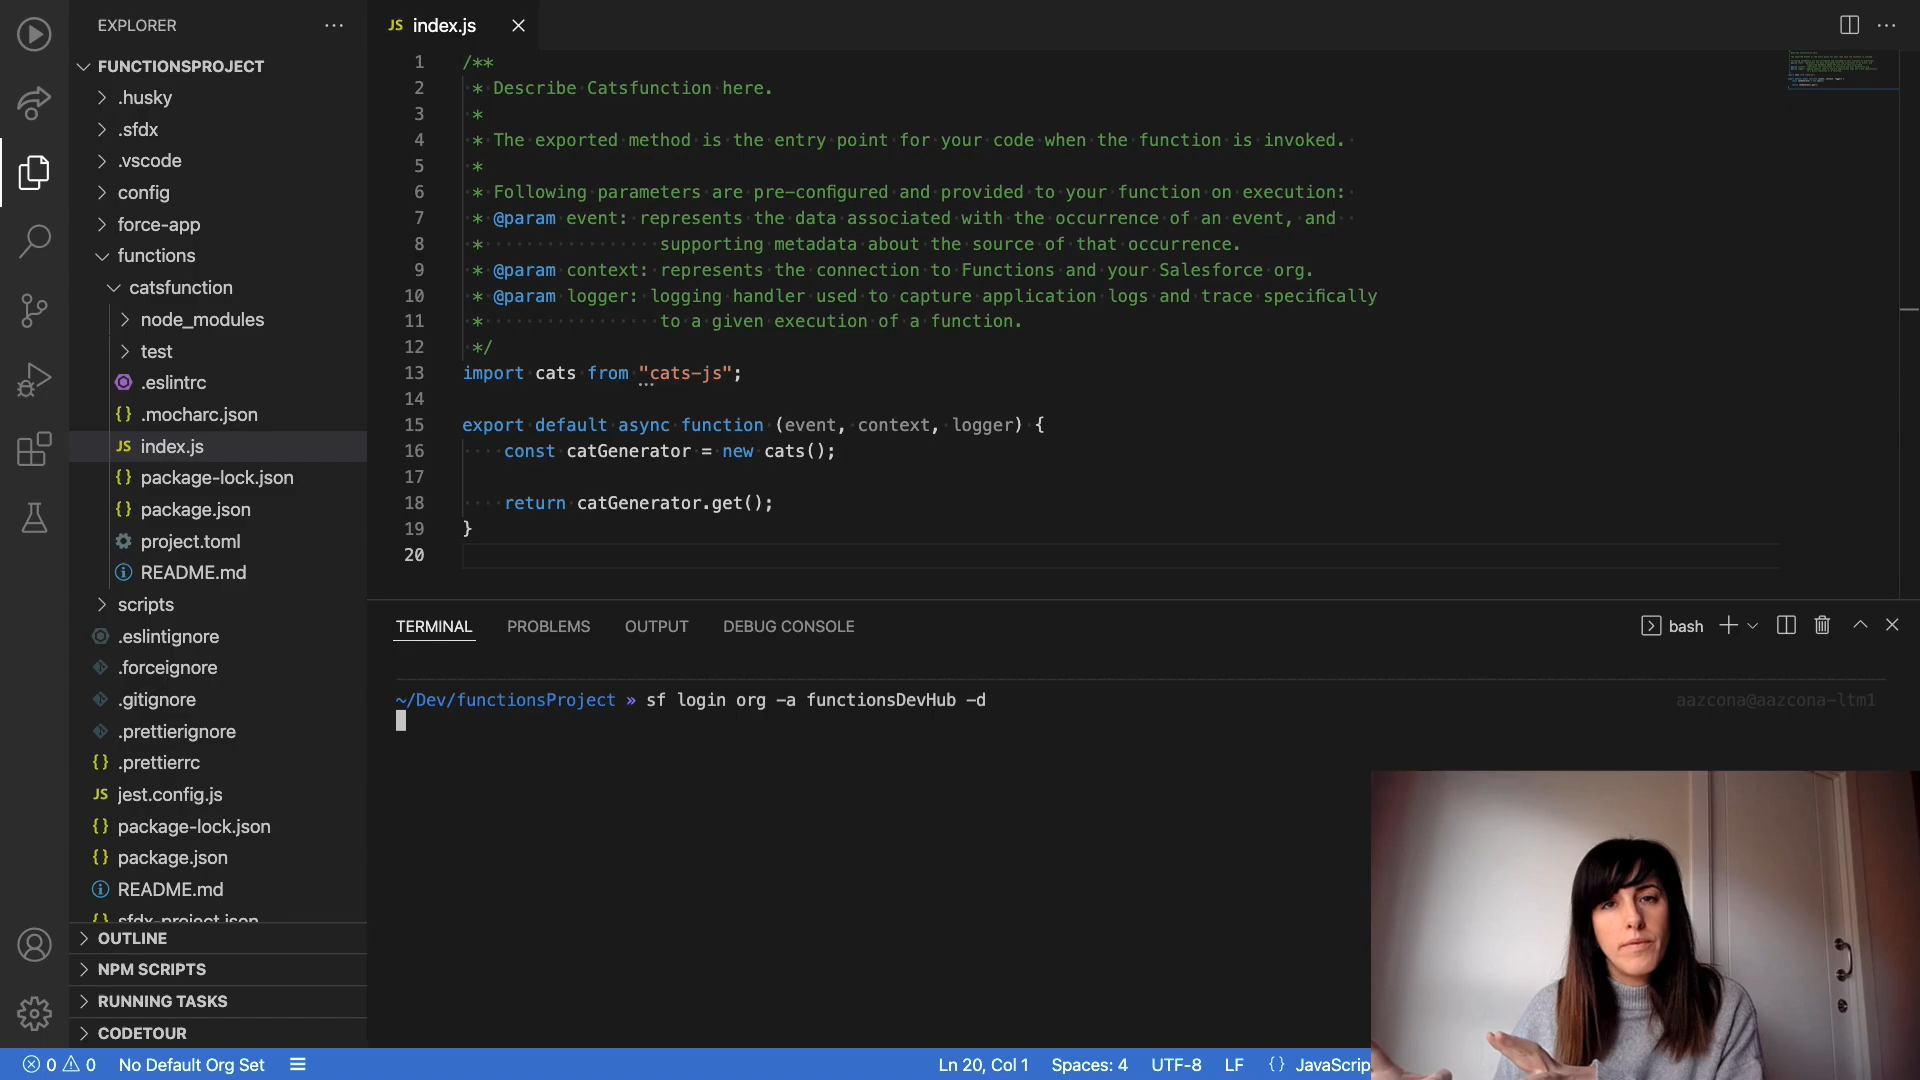 EXPLORER
FUNCTIONSPROJECT
.husky
.sfdx
.vscode
config
force-app
functions
catsfunction
node_modules
test
.eslintrc
.mocharc.json
JS index.js
package-lock.json
package.json
project.toml
README.md
scripts
.eslintignore
.forceignore
.gitignore
.prettierignore
.prettierrc
JS jest.config.js
package-lock.json
package.json
README.md
sfdx-project.json
OUTLINE
NPM SCRIPTS
RUNNING TASKS
CODETOUR
JS index.js
1 /**
2 * Describe Catsfunction here.
3 *
4 * The exported method is the entry point for your code when the function is invoked.
5 *
6 * Following parameters are pre-configured and provided to your function on execution:
7 * @param event: represents the data associated with the occurrence of an event, and
8 * supporting metadata about the source of that occurrence.
9 * @param context: represents the connection to Functions and your Salesforce org.
10 * @param logger: logging handler used to capture application logs and trace specifically
11 * to a given execution of a function.
12 */
13 import cats from "cats-js";
14
15 export default async function (event, context, logger) {
16 const catGenerator = new cats();
17
18 return catGenerator.get();
19 }
20
TERMINAL PROBLEMS OUTPUT DEBUG CONSOLE
bash
~/Dev/functionsProject » sf login org -a functionsDevHub -d
aazcona@aazcona-ltm1
0 0 No Default Org Set
Ln 20, Col 1 Spaces: 4 UTF-8 LF {} JavaScrip